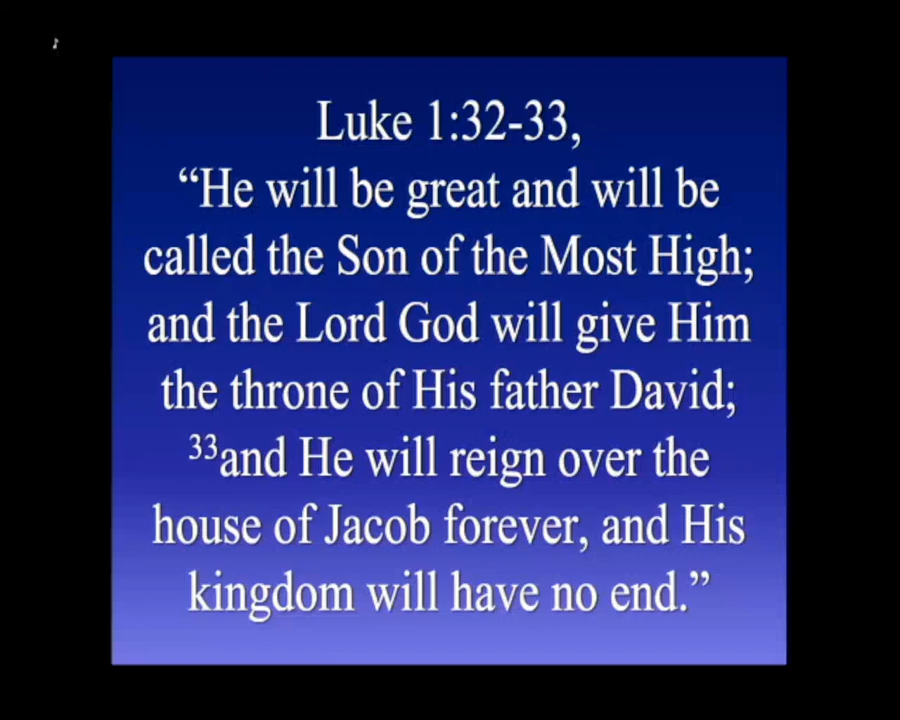 Luke 1:32-33,
“He will be great and will be
called the Son of the Most High;
and the Lord God will give Him
the throne of His father David;
³³and He will reign over the
house of Jacob forever, and His
kingdom will have no end.”